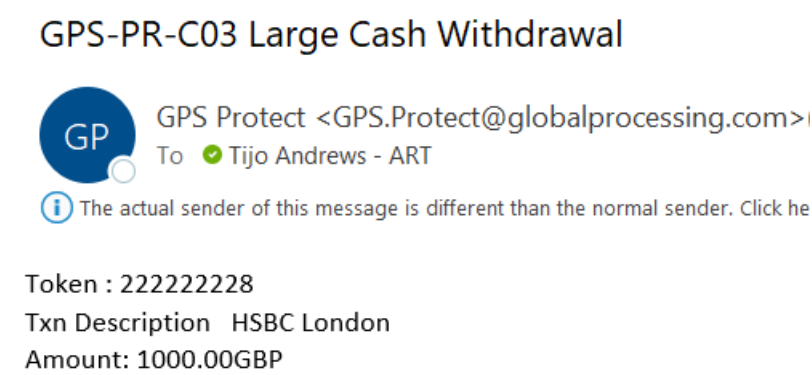 GPS-PR-C03 Large Cash Withdrawal
GP
GPS Protect <GPS.Protect@globalprocessing.com>
To Tijo Andrews - ART
The actual sender of this message is different than the normal sender. Click he
Token : 222222228
Txn Description HSBC London
Amount: 1000.00GBP